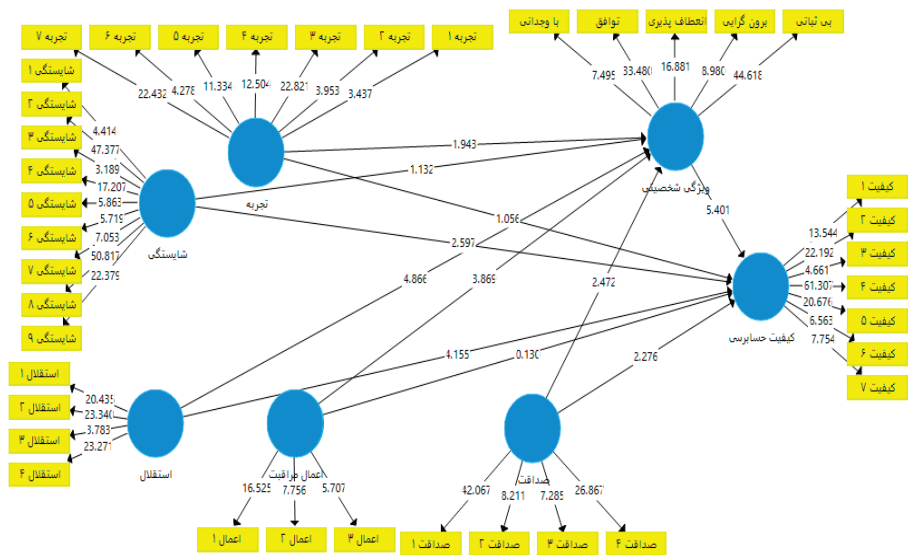 تجربه ۷
تجربه ۶
تجربه ۵
تجربه ۴
تجربه ۳
تجربه ۲
تجربه ۱
با وجدانی
توافق
انعطاف پذیری
برون گرایی
بی ثباتی
22.432
4.278
11.334
12.504
22.821
3.953
3.437
7.495
33.480
16.881
8.980
44.618
شایستگی ۱
شایستگی ۲
شایستگی ۳
شایستگی ۴
شایستگی ۵
شایستگی ۶
شایستگی ۷
شایستگی ۸
شایستگی ۹
4.414
47.377
3.189
17.207
5.863
5.719
7.053
50.817
22.379
تجربه
شایستگی
ویژگی شخصیتی
1.943
1.132
1.056
2.597
5.401
4.866
3.869
2.472
4.155
0.130
2.276
کیفیت ۱
کیفیت ۲
کیفیت ۳
کیفیت ۴
کیفیت ۵
کیفیت ۶
کیفیت ۷
13.544
22.192
4.661
61.307
20.676
6.563
7.754
کیفیت حسابرسی
استقلال ۱
استقلال ۲
استقلال ۳
استقلال ۴
20.435
23.340
3.783
23.271
استقلال
اعمال مراقبت
صداقت
16.525
7.756
5.707
42.067
8.211
7.285
26.867
اعمال ۱
اعمال ۲
اعمال ۳
صداقت ۱
صداقت ۲
صداقت ۳
صداقت ۴